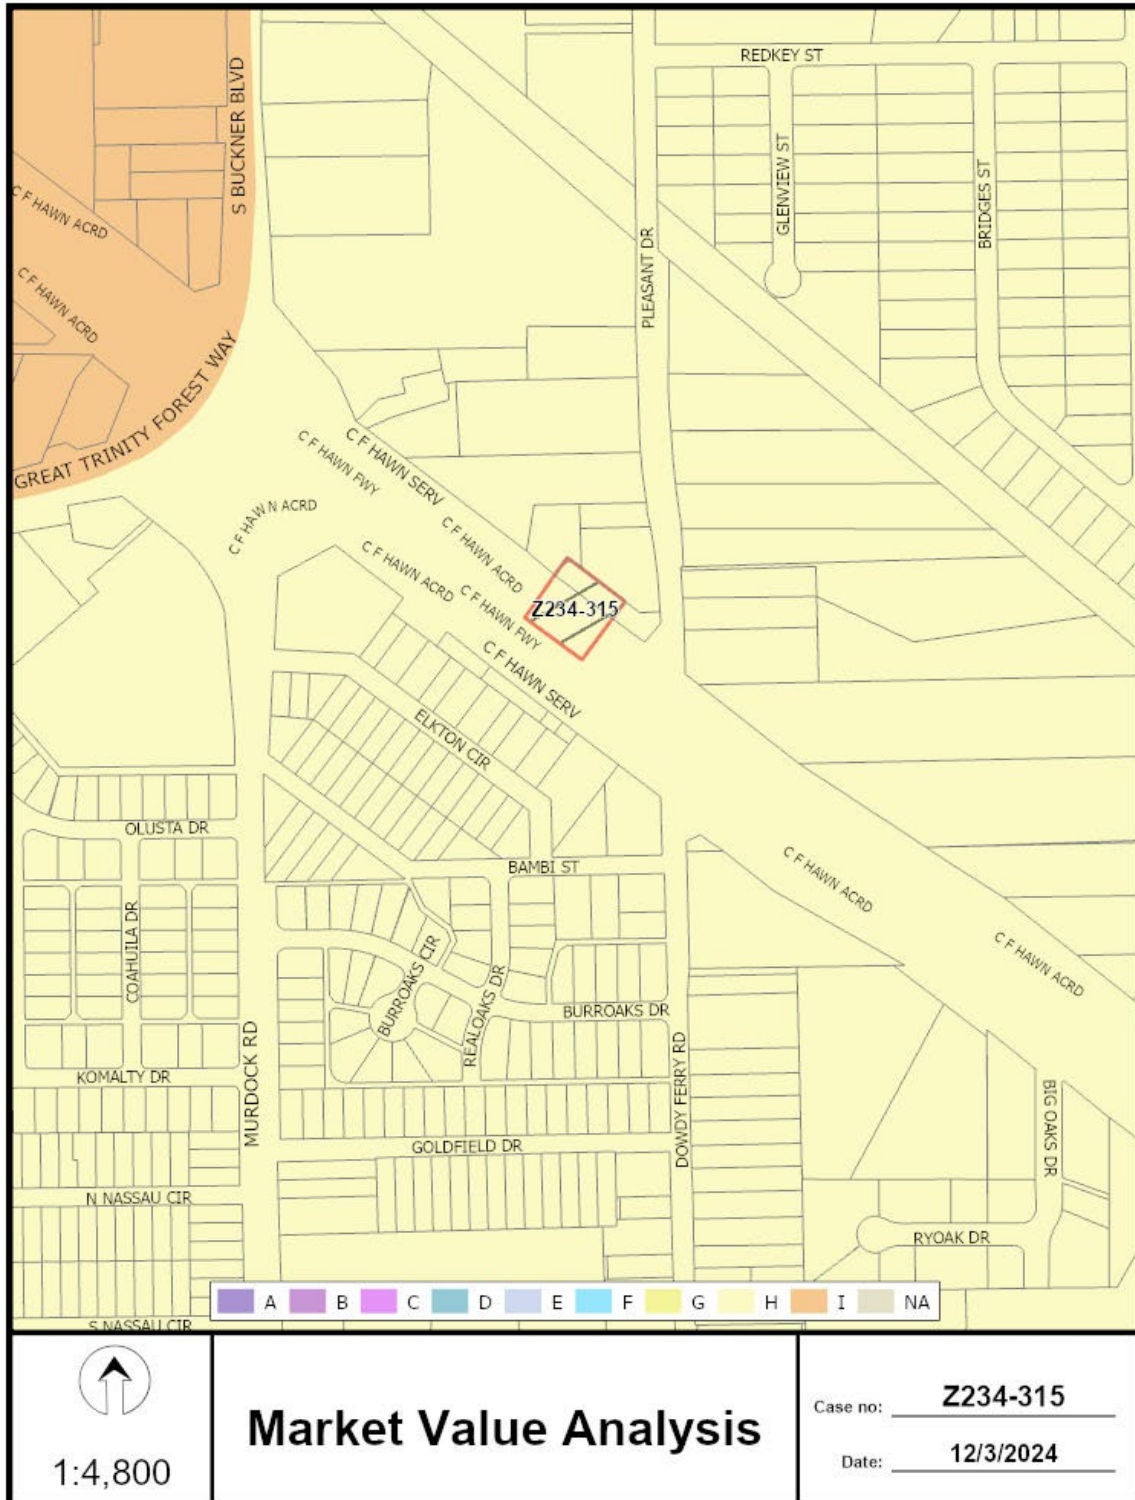 REDKEY ST
S BUCKNER BLVD
GLENVIEW ST
BRIDGES ST
C F HAWN ACRD
PLEASANT DR
C F HAWN ACRD
GREAT TRINITY FOREST WAY
C F HAWN SERV
C F HAWN FWY
C F HAWN ACRD
C F HAWN ACRD
C F HAWN ACRD
C F HAWN FWY
Z234-315
C F HAWN SERV
ELKTON CIR
OLUSTA DR
BAMBI ST
C F HAWN ACRD
COAHUILA DR
BURROAKS CIR
REALOAKS DR
C F HAWN ACRD
BURROAKS DR
MURDOCK RD
DOWDY FERRY RD
KOMALTY DR
BIG OAKS DR
GOLDFIELD DR
N NASSAU CIR
RYOAK DR
A B C D E F G H I NA
S NASSAU CIR
1:4,800
Market Value Analysis
Case no: Z234-315
Date: 12/3/2024